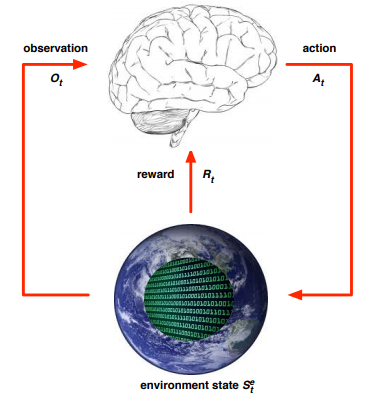 observation
action
O_t
A_t
reward R_t
environment state S_t^e